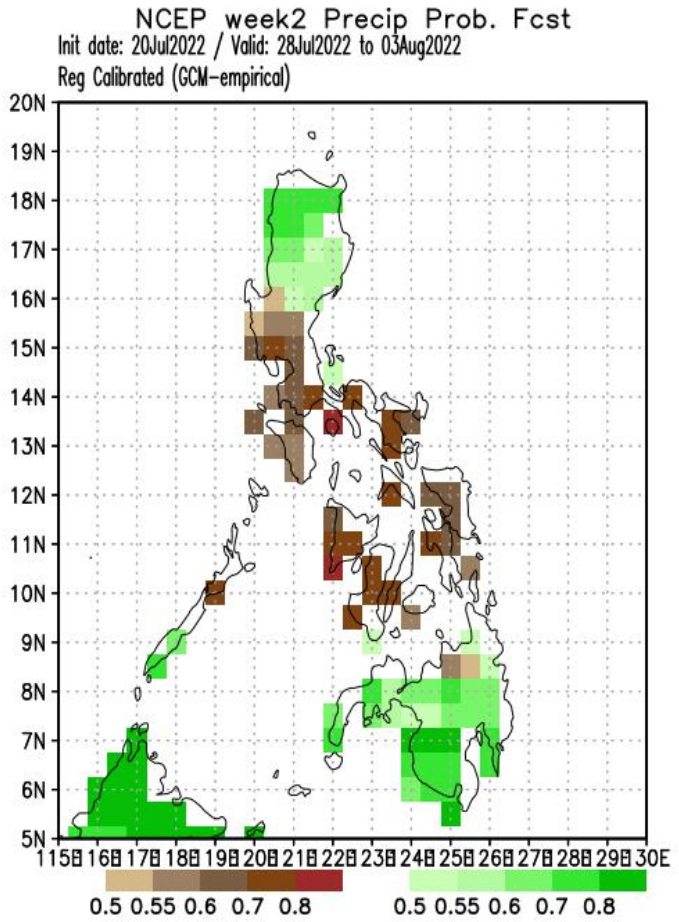 NCEP week2 Precip Prob. Fcst
Init date: 20Jul2022 / Valid: 28Jul2022 to 03Aug2022
Reg Calibrated (GCM-empirical)
20N
19N
18N
17N
16N
15N
14N
13N
12N
11N
10N
9N
8N
7N
6N
5N
115E 116E 117E 118E 119E 120E 121E 122E 123E 124E 125E 126E 127E 128E 129E 130E
0.5 0.55 0.6 0.7 0.8 0.5 0.55 0.6 0.7 0.8